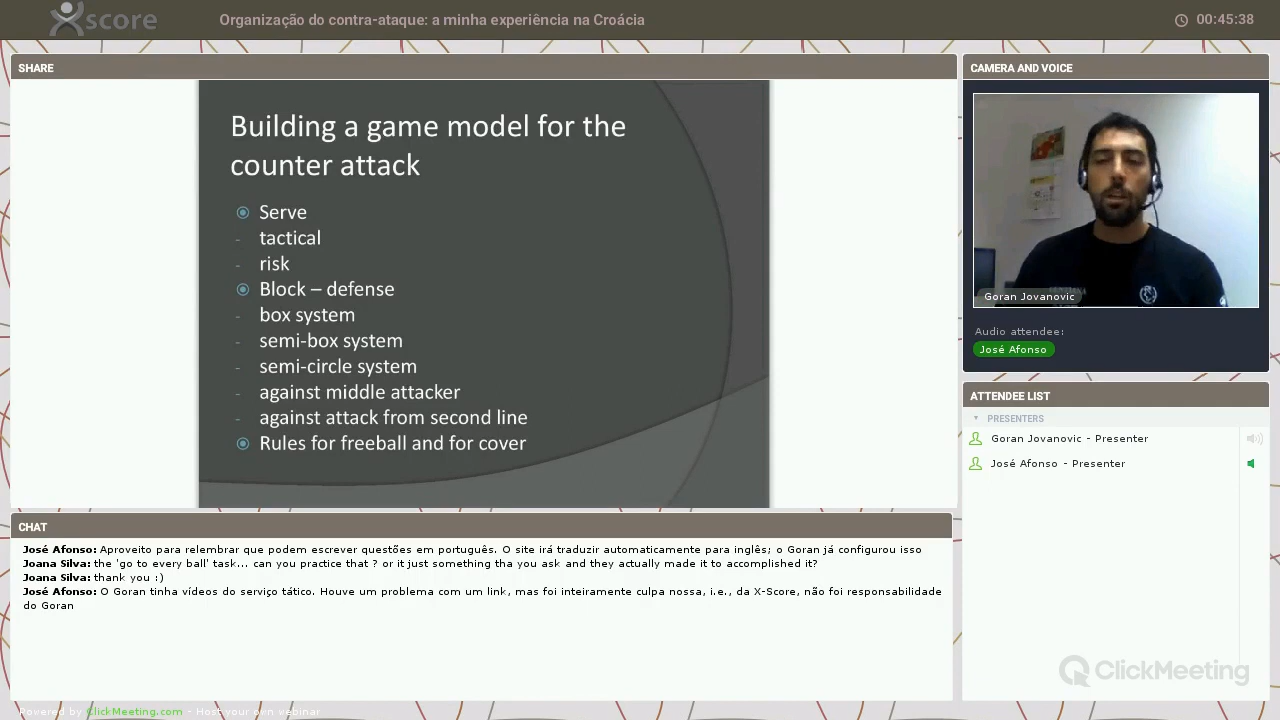 score
Organização do contra-ataque: a minha experiência na Croácia
00:45:38
SHARE
Building a game model for the
counter attack
Serve
- tactical
- risk
Block – defense
- box system
- semi-box system
- semi-circle system
- against middle attacker
- against attack from second line
Rules for freeball and for cover
CAMERA AND VOICE
Goran Jovanovic
Audio attendee:
José Afonso
ATTENDEE LIST
PRESENTERS
Goran Jovanovic - Presenter
José Afonso - Presenter
CHAT
José Afonso: Aproveito para relembrar que podem escrever questões em português. O site irá traduzir automaticamente para inglês; o Goran já configurou isso
Joana Silva: the 'go to every ball' task... can you practice that ? or it just something tha you ask and they actually made it to accomplished it?
Joana Silva: thank you :)
José Afonso: O Goran tinha vídeos do serviço tático. Houve um problema com um link, mas foi inteiramente culpa nossa, i.e., da X-Score, não foi responsabilidade
do Goran
ClickMeeting
Powered by ClickMeeting.com - Host your own webinar